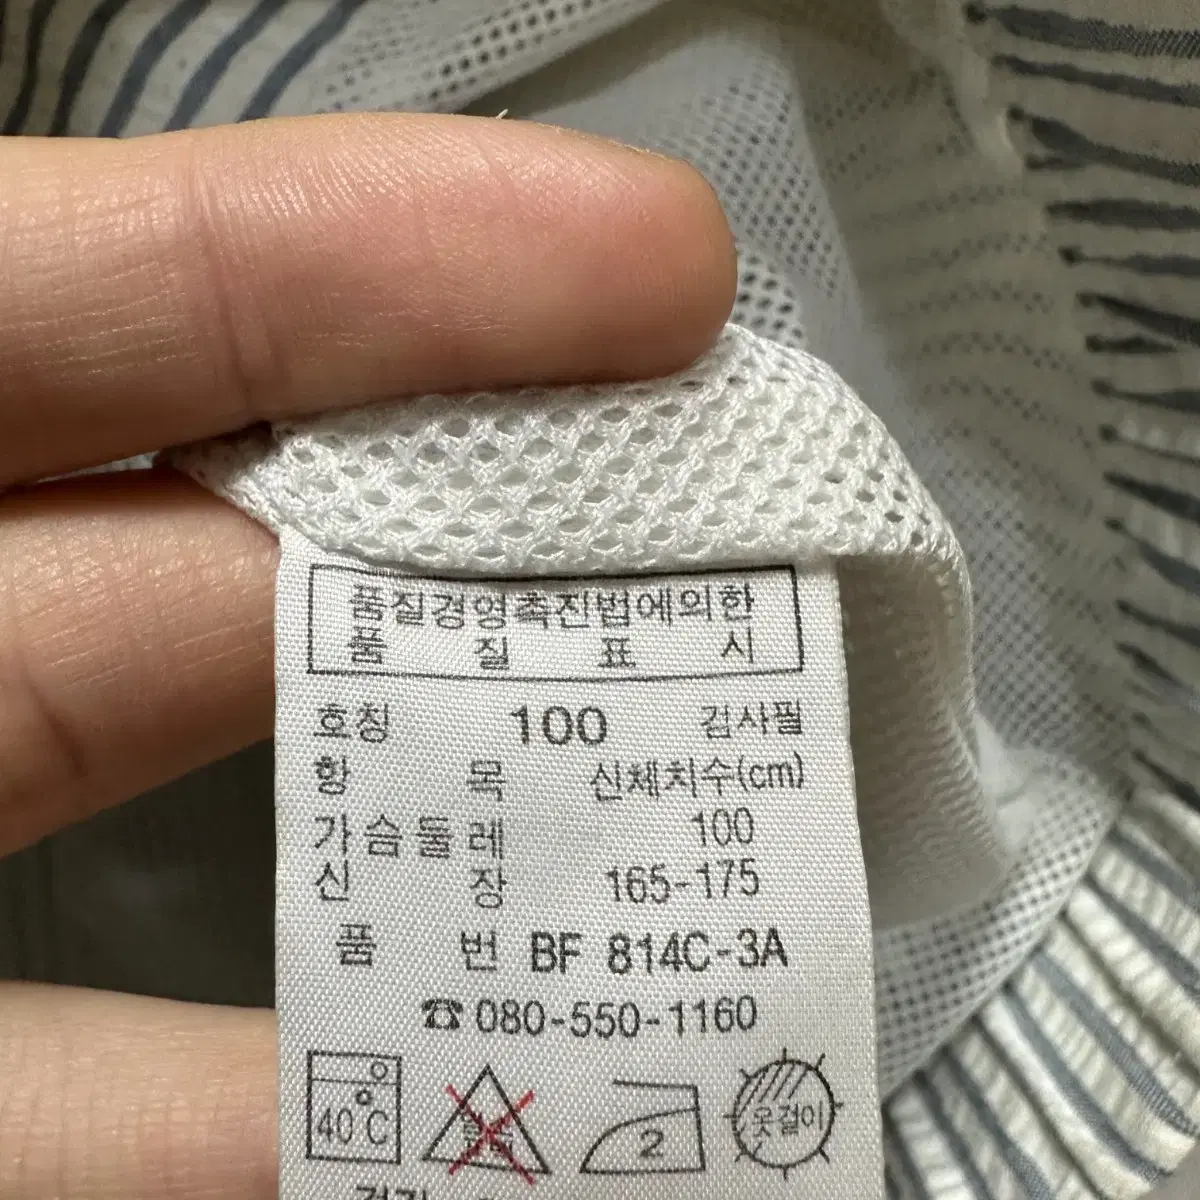 품질경영촉진법에의한
품 질 표 시
호칭 100 검사필
항 목 신체치수(cm)
가슴둘레 100
신 장 165-175
품 번 BF 814C-3A
☎080-550-1160
40°C
2
옷걸이